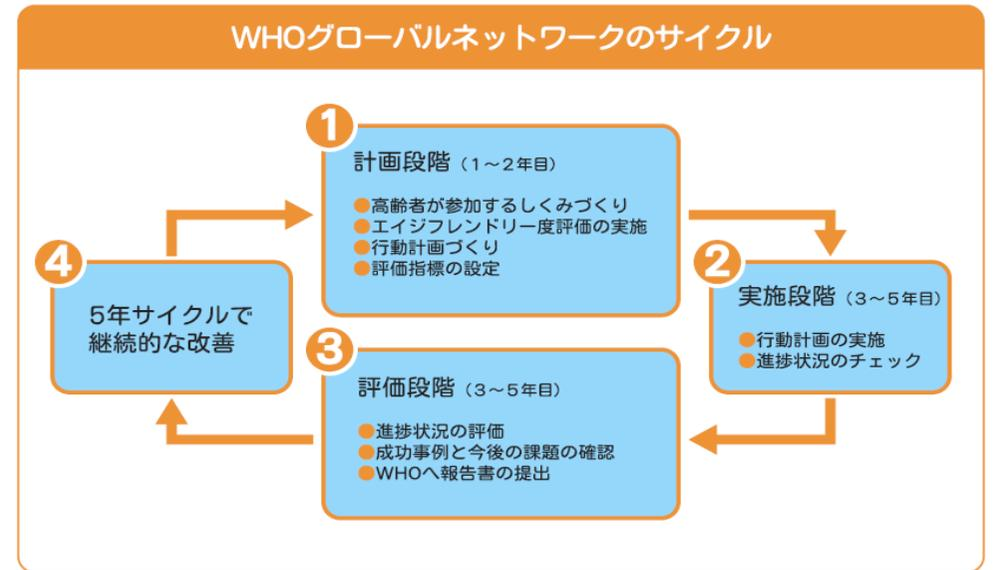 WHOグローバルネットワークのサイクル
1
計画段階（1～2年目）
●高齢者が参加するしくみづくり
●エイジフレンドリー度評価の実施
●行動計画づくり
●評価指標の設定
2
実施段階（3～5年目）
●行動計画の実施
●進捗状況のチェック
3
評価段階（3～5年目）
●進捗状況の評価
●成功事例と今後の課題の確認
●WHOへ報告書の提出
4
5年サイクルで
継続的な改善